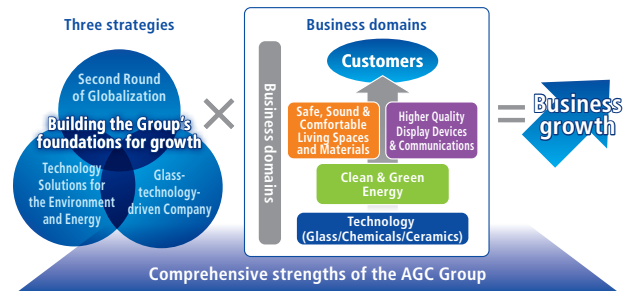 Three strategies
Second Round
of Globalization
Building the Group's
foundations for growth
Technology
Solutions for
the Environment
and Energy
Glass-
technology-
driven Company
×
Business domains
Business domains
Customers
Safe, Sound &
Comfortable
Living Spaces
and Materials
Higher Quality
Display Devices
& Communications
Clean & Green
Energy
Technology
(Glass/Chemicals/Ceramics)
=
Business
growth
Comprehensive strengths of the AGC Group